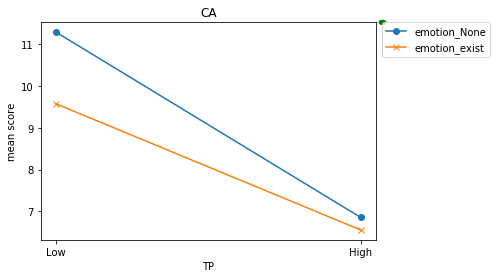 CA
emotion_None
emotion_exist
mean score
11
10
9
8
7
Low
High
TP